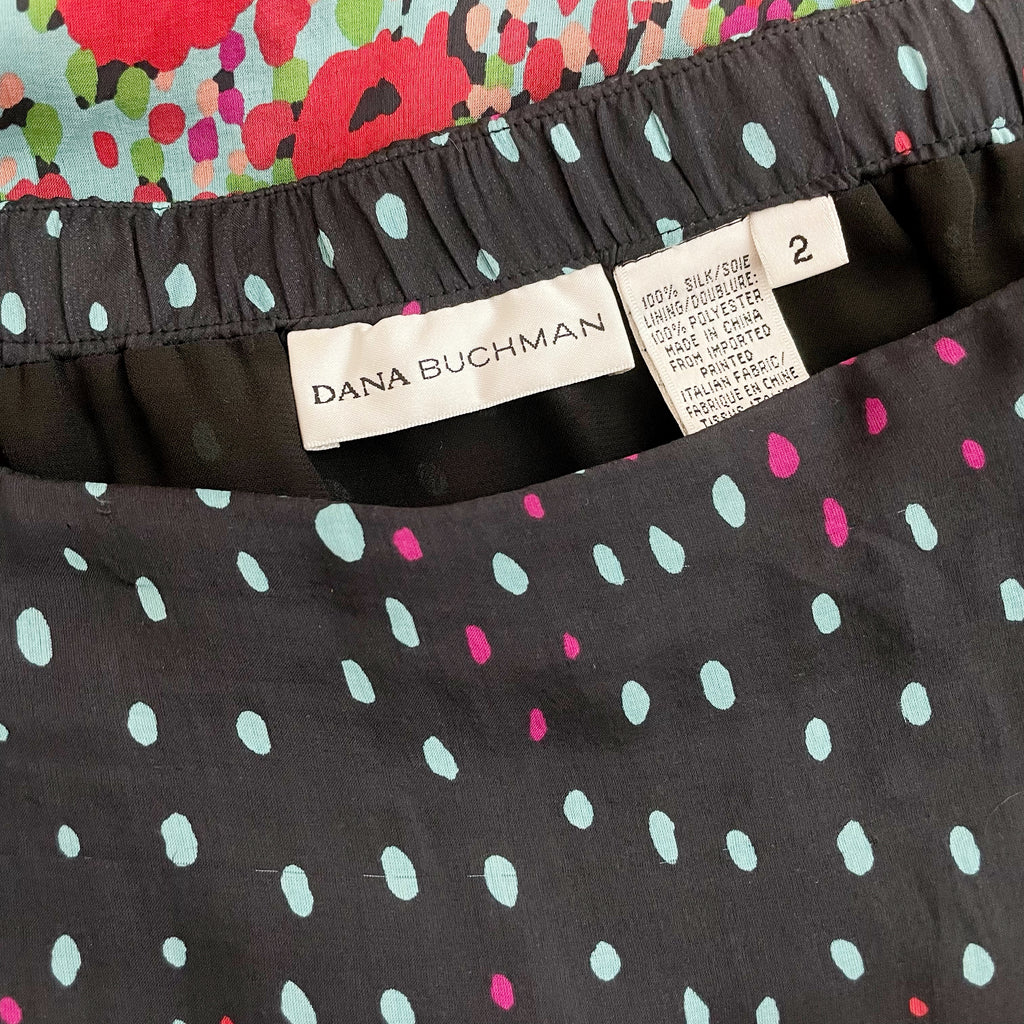 DANA BUCHMAN
2
100% SILK/SOIE
LINING/DOUBLURE:
100% POLYESTER
MADE IN CHINA
FROM IMPORTED
PRINTED
ITALIAN FABRIC/
FABRIQUE EN CHINE
TISSUS